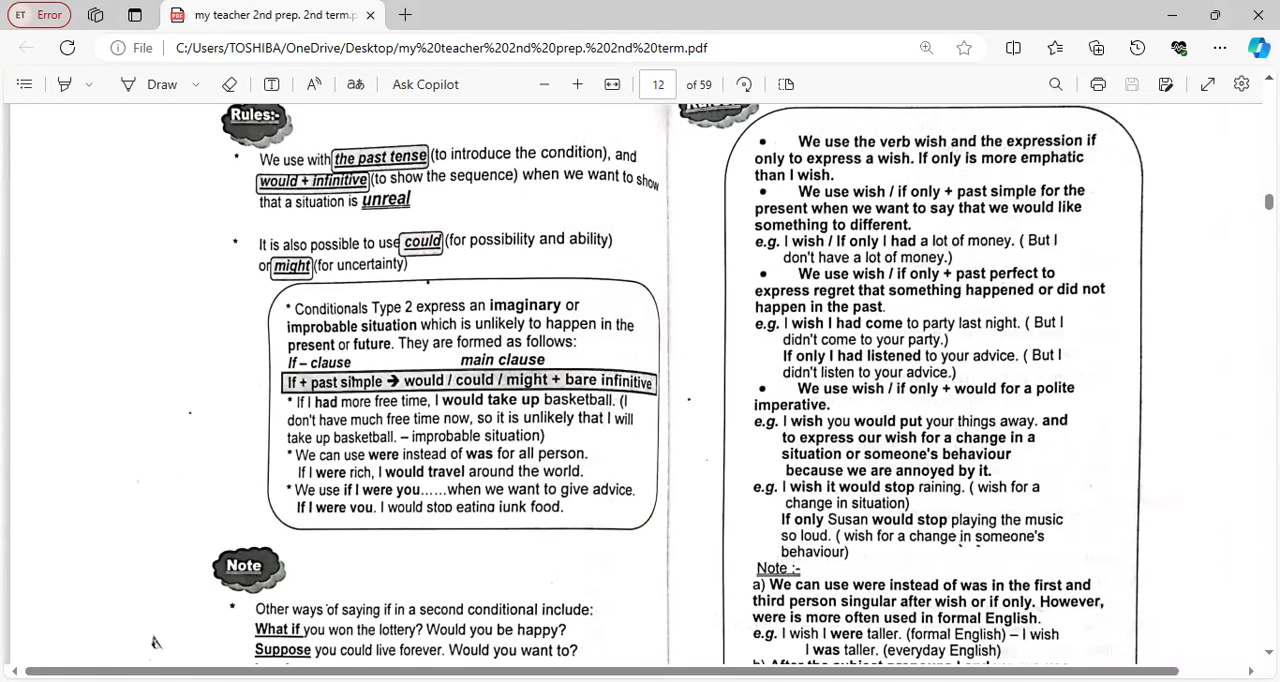 ET Error
my teacher 2nd prep. 2nd term.p
File
C:/Users/TOSHIBA/OneDrive/Desktop/my%20teacher%202nd%20prep.%202nd%20term.pdf
Draw
aあ
Ask Copilot
12 of 59
Rules:-
* We use with the past tense (to introduce the condition), and
would + infinitive (to show the sequence) when we want to show
that a situation is unreal
* It is also possible to use could (for possibility and ability)
or might (for uncertainty)
* Conditionals Type 2 express an imaginary or
improbable situation which is unlikely to happen in the
present or future. They are formed as follows:
If – clause main clause
If + past simple ➔ would / could / might + bare infinitive
* If I had more free time, I would take up basketball. (I
don't have much free time now, so it is unlikely that I will
take up basketball. – improbable situation)
* We can use were instead of was for all person.
If I were rich, I would travel around the world.
* We use if I were you......when we want to give advice.
If I were you. I would stop eating junk food.
Note
* Other ways of saying if in a second conditional include:
What if you won the lottery? Would you be happy?
Suppose you could live forever. Would you want to?
• We use the verb wish and the expression if
only to express a wish. If only is more emphatic
than I wish.
• We use wish / if only + past simple for the
present when we want to say that we would like
something to different.
e.g. I wish / If only I had a lot of money. ( But I
don't have a lot of money.)
• We use wish / if only + past perfect to
express regret that something happened or did not
happen in the past.
e.g. I wish I had come to party last night. ( But I
didn't come to your party.)
If only I had listened to your advice. ( But I
didn't listen to your advice.)
• We use wish / if only + would for a polite
imperative.
e.g. I wish you would put your things away. and
to express our wish for a change in a
situation or someone's behaviour
because we are annoyed by it.
e.g. I wish it would stop raining. ( wish for a
change in situation)
If only Susan would stop playing the music
so loud. ( wish for a change in someone's
behaviour)
Note :-
a) We can use were instead of was in the first and
third person singular after wish or if only. However,
were is more often used in formal English.
e.g. I wish I were taller. (formal English) – I wish
I was taller. (everyday English)